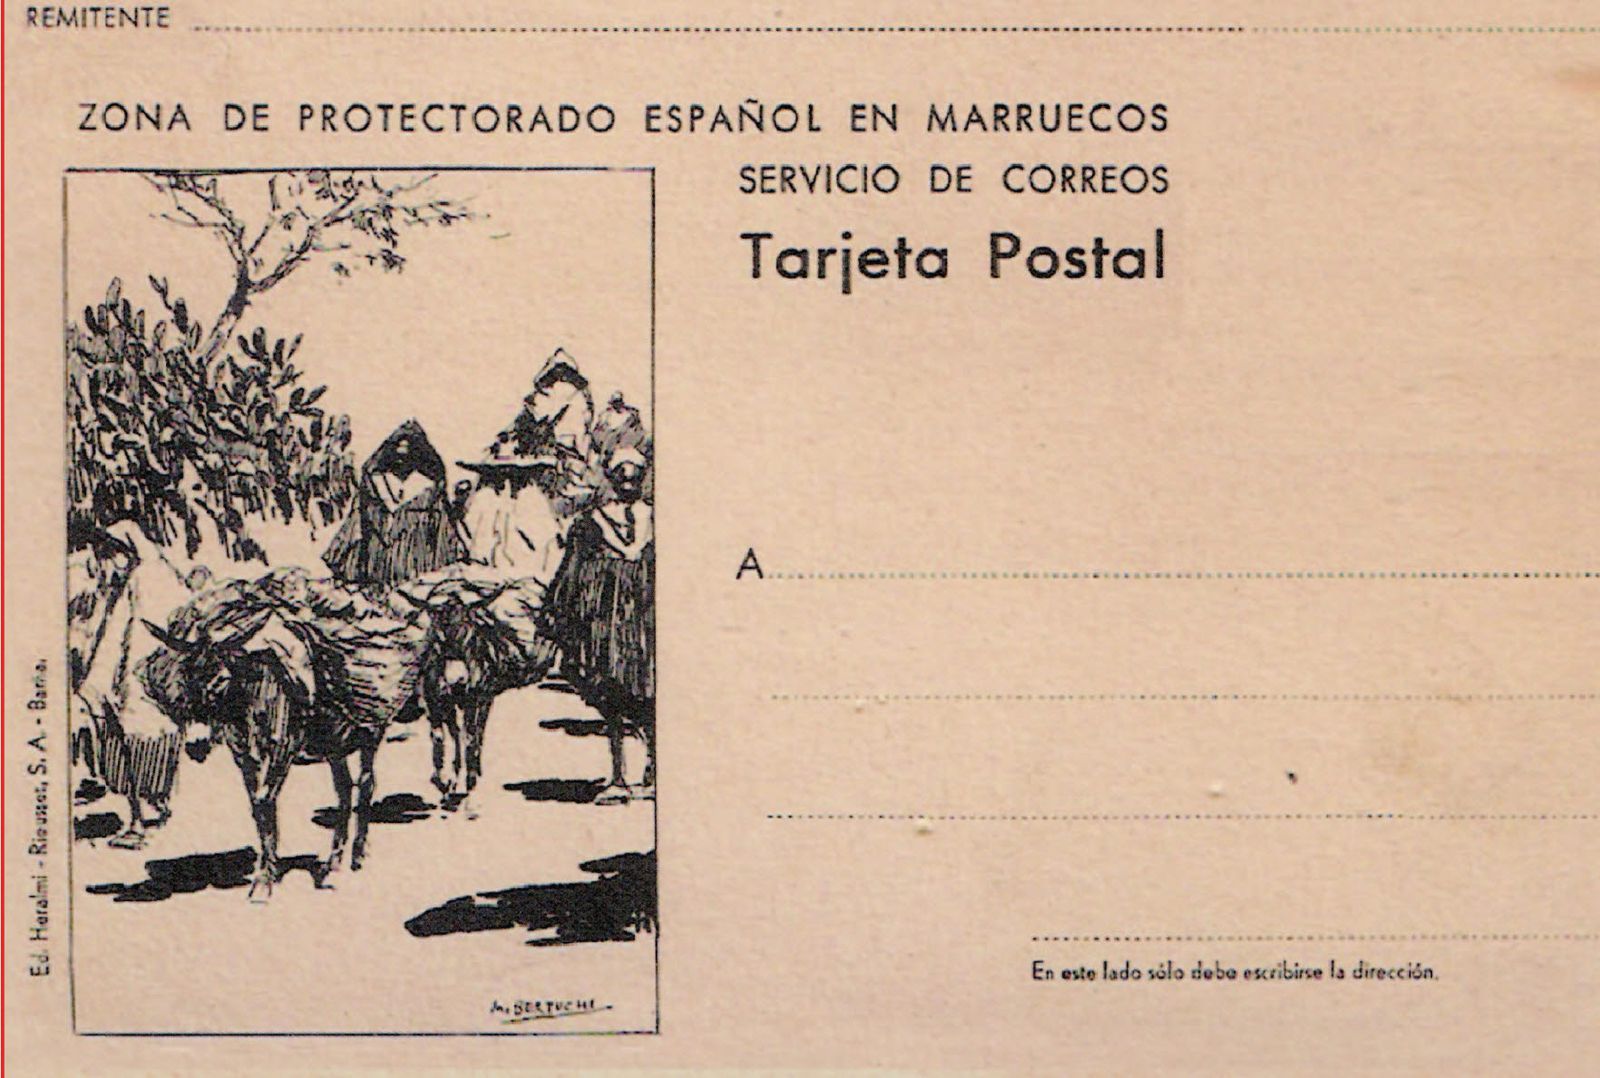 REMITENTE
ZONA DE PROTECTORADO ESPAÑOL EN MARRUECOS
SERVICIO DE CORREOS
Tarjeta Postal
A
En este lado sólo debe escribirse la dirección.
M. BERTUCHI
Ed. Heralmi - Rieusset, S. A. - Barna.